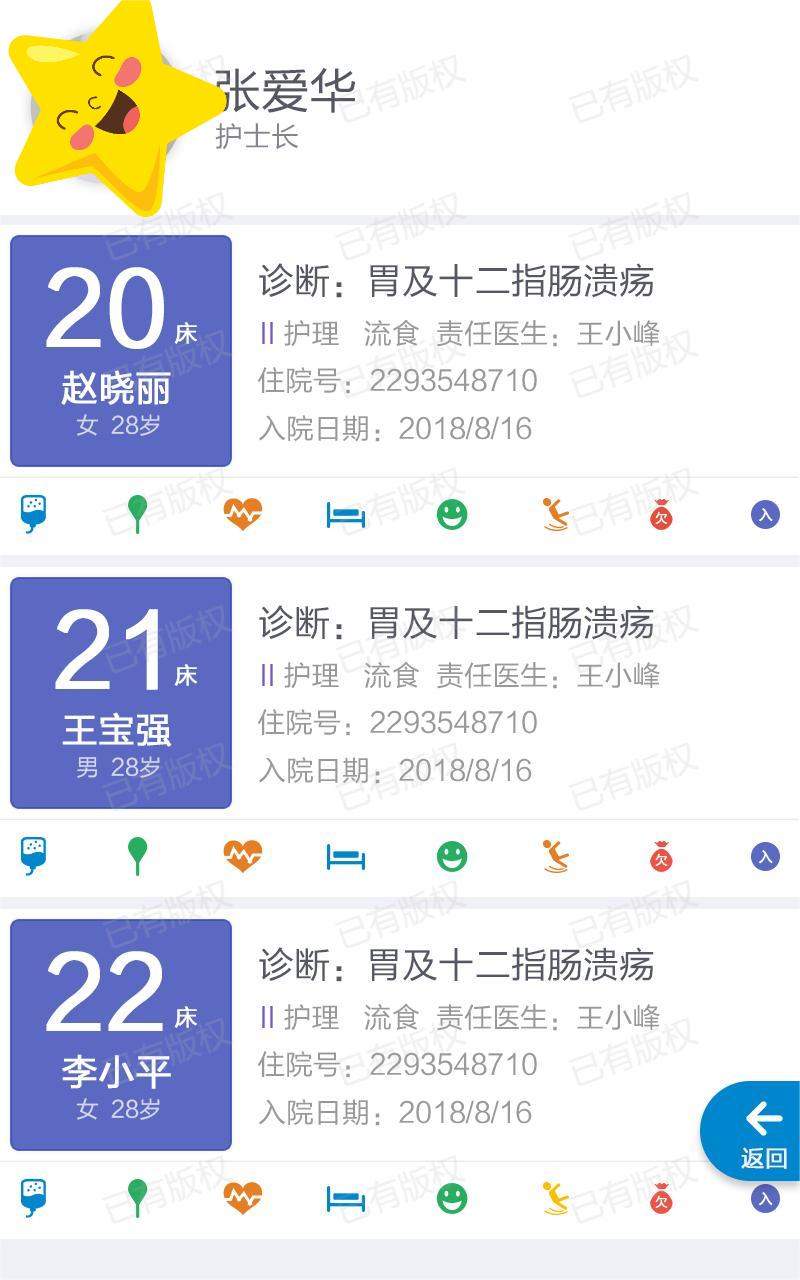 张爱华
护士长
20床
赵晓丽
女 28岁
诊断：胃及十二指肠溃疡
II 护理 流食 责任医生：王小峰
住院号：2293548710
入院日期：2018/8/16
欠 入
21床
王宝强
男 28岁
诊断：胃及十二指肠溃疡
II 护理 流食 责任医生：王小峰
住院号：2293548710
入院日期：2018/8/16
欠 入
22床
李小平
女 28岁
诊断：胃及十二指肠溃疡
II 护理 流食 责任医生：王小峰
住院号：2293548710
入院日期：2018/8/16
返回
欠 入
已有版权